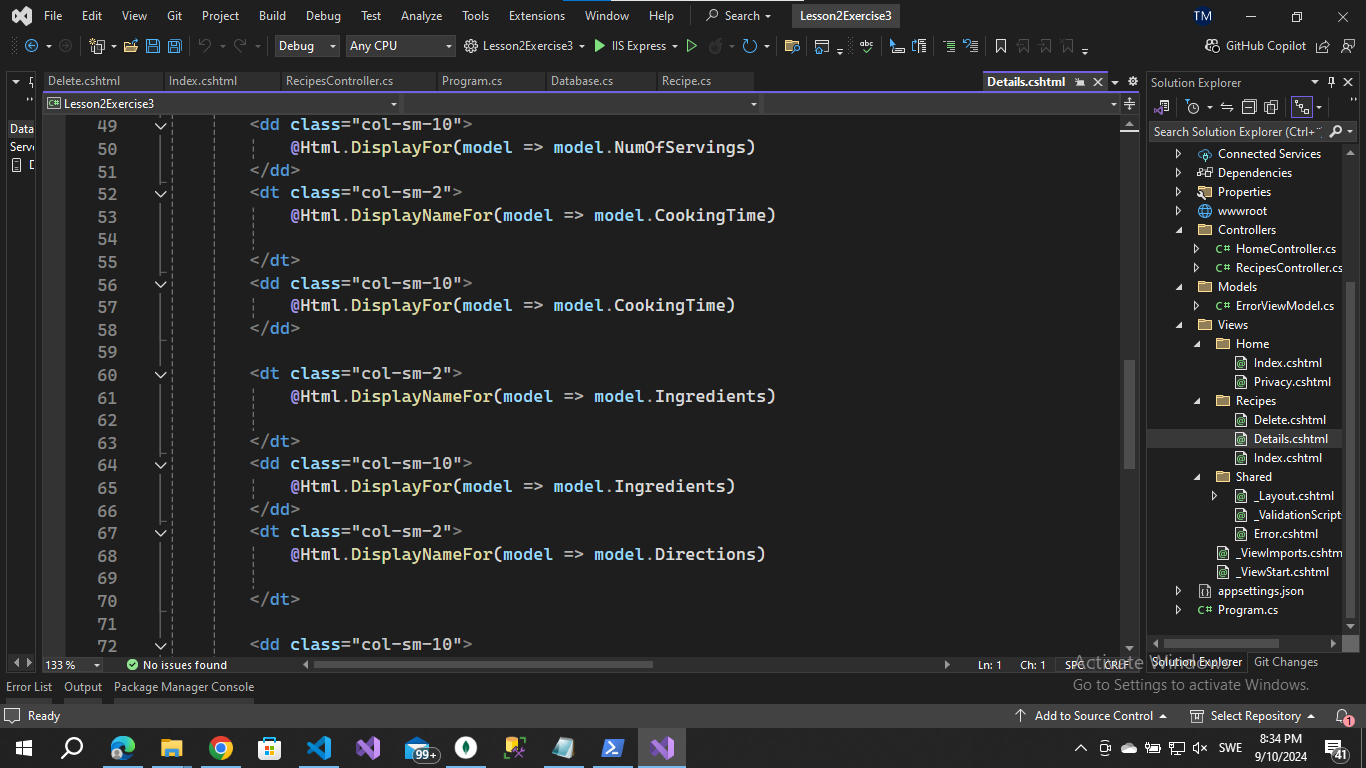 File Edit View Git Project Build Debug Test Analyze Tools Extensions Window Help Search Lesson2Exercise3 TM
Debug Any CPU Lesson2Exercise3 IIS Express GitHub Copilot
Delete.cshtml Index.cshtml RecipesController.cs Program.cs Database.cs Recipe.cs Details.cshtml
Lesson2Exercise3
Data
Serv
49 <dd class="col-sm-10">
50 @Html.DisplayFor(model => model.NumOfServings)
51 </dd>
52 <dt class="col-sm-2">
53 @Html.DisplayNameFor(model => model.CookingTime)
54
55 </dt>
56 <dd class="col-sm-10">
57 @Html.DisplayFor(model => model.CookingTime)
58 </dd>
59
60 <dt class="col-sm-2">
61 @Html.DisplayNameFor(model => model.Ingredients)
62
63 </dt>
64 <dd class="col-sm-10">
65 @Html.DisplayFor(model => model.Ingredients)
66 </dd>
67 <dt class="col-sm-2">
68 @Html.DisplayNameFor(model => model.Directions)
69
70 </dt>
71
72 <dd class="col-sm-10">
133 % No issues found Ln: 1 Ch: 1 SPC CRLF
Solution Explorer
Search Solution Explorer (Ctrl+
Connected Services
Dependencies
Properties
wwwroot
Controllers
C# HomeController.cs
C# RecipesController.cs
Models
C# ErrorViewModel.cs
Views
Home
Index.cshtml
Privacy.cshtml
Recipes
Delete.cshtml
Details.cshtml
Index.cshtml
Shared
_Layout.cshtml
_ValidationScript
Error.cshtml
_ViewImports.cshtm
_ViewStart.cshtml
appsettings.json
C# Program.cs
Solution Explorer Git Changes
Activate Windows
Go to Settings to activate Windows.
Error List Output Package Manager Console
Ready Add to Source Control Select Repository 1
99+ SWE 8:34 PM
9/10/2024 41